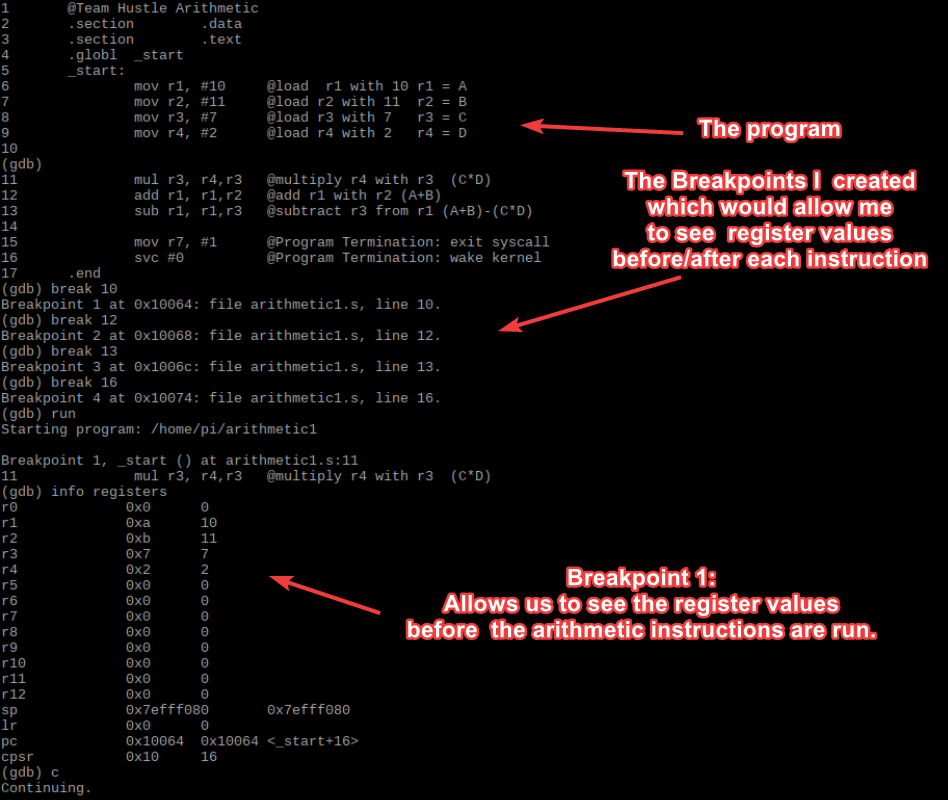 1       @Team Hustle Arithmetic
2       .section        .data
3       .section        .text
4       .globl  _start
5       _start:
6               mov r1, #10     @load  r1 with 10 r1 = A
7               mov r2, #11     @load r2 with 11  r2 = B
8               mov r3, #7      @load r3 with 7   r3 = C
9               mov r4, #2      @load r4 with 2   r4 = D
The program
10
(gdb)
11              mul r3, r4,r3   @multiply r4 with r3  (C*D)
12              add r1, r1,r2   @add r1 with r2 (A+B)
13              sub r1, r1,r3   @subtract r3 from r1 (A+B)-(C*D)
14
15              mov r7, #1      @Program Termination: exit syscall
16              svc #0          @Program Termination: wake kernel
17      .end
The Breakpoints I  created
which would allow me
to see  register values
before/after each instruction
(gdb) break 10
Breakpoint 1 at 0x10064: file arithmetic1.s, line 10.
(gdb) break 12
Breakpoint 2 at 0x10068: file arithmetic1.s, line 12.
(gdb) break 13
Breakpoint 3 at 0x1006c: file arithmetic1.s, line 13.
(gdb) break 16
Breakpoint 4 at 0x10074: file arithmetic1.s, line 16.
(gdb) run
Starting program: /home/pi/arithmetic1
Breakpoint 1, _start () at arithmetic1.s:11
11              mul r3, r4,r3   @multiply r4 with r3  (C*D)
(gdb) info registers
r0             0x0      0
r1             0xa      10
r2             0xb      11
r3             0x7      7
r4             0x2      2
r5             0x0      0
r6             0x0      0
r7             0x0      0
r8             0x0      0
r9             0x0      0
r10            0x0      0
r11            0x0      0
r12            0x0      0
sp             0x7efff080       0x7efff080
lr             0x0      0
pc             0x10064  0x10064 <_start+16>
cpsr           0x10     16
(gdb) c
Continuing.
Breakpoint 1:
Allows us to see the register values
before  the arithmetic instructions are run.